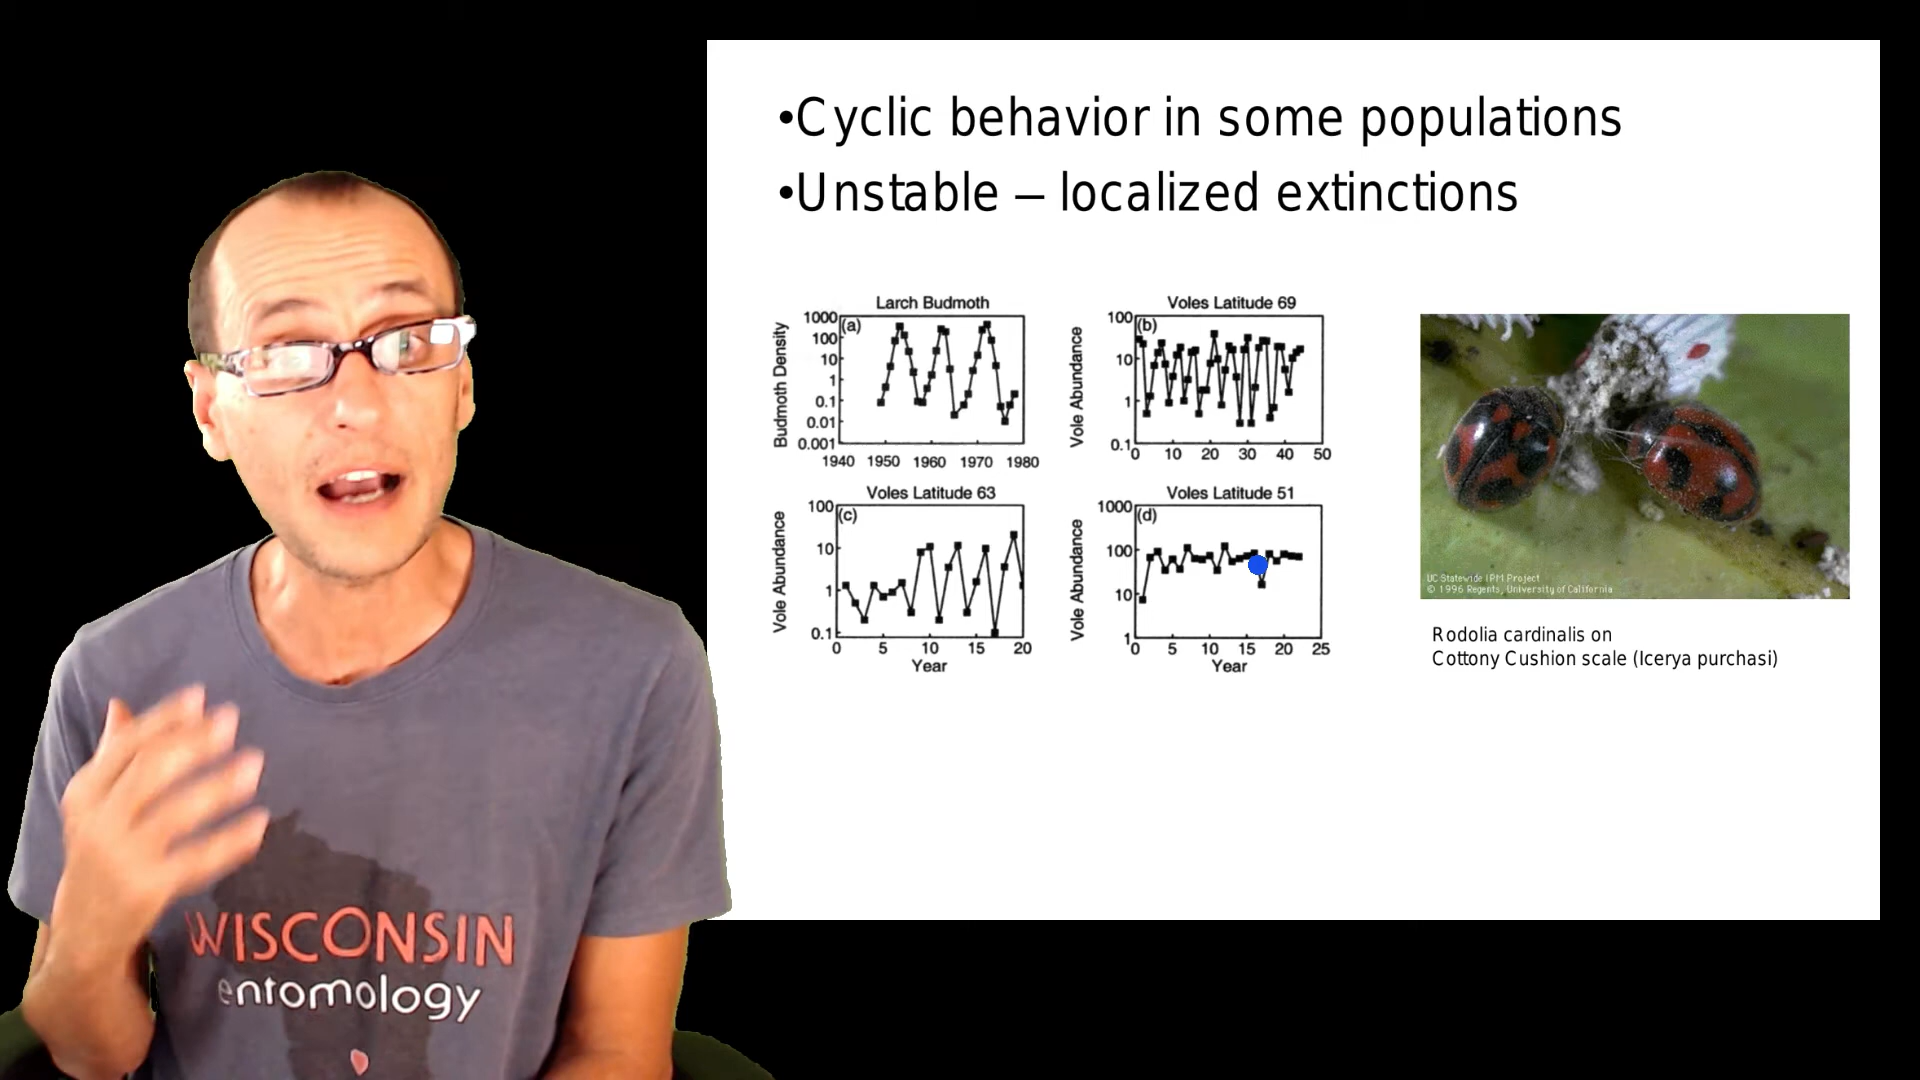 •Cyclic behavior in some populations
•Unstable – localized extinctions
Larch Budmoth
(a)
Budmoth Density
1000
100
10
1
0.1
0.01
0.001
1940 1950 1960 1970 1980
Voles Latitude 69
(b)
Vole Abundance
100
10
1
0.1
0 10 20 30 40 50
Voles Latitude 63
(c)
Vole Abundance
100
10
1
0.1
0 5 10 15 20
Year
Voles Latitude 51
(d)
Vole Abundance
1000
100
10
1
0 5 10 15 20 25
Year
UC Statewide IPM Project
© 1996 Regents, University of California
Rodolia cardinalis on
Cottony Cushion scale (Icerya purchasi)
WISCONSIN
entomology